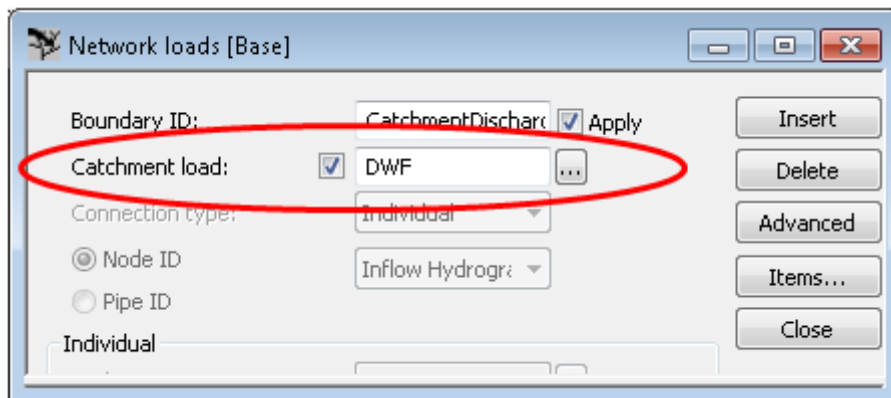 Network loads [Base]
Boundary ID: CatchmentDischarc Apply Insert
Catchment load: DWF ... Delete
Connection type: Individual Advanced
Node ID Inflow Hydrogra Items...
Pipe ID
Close
Individual